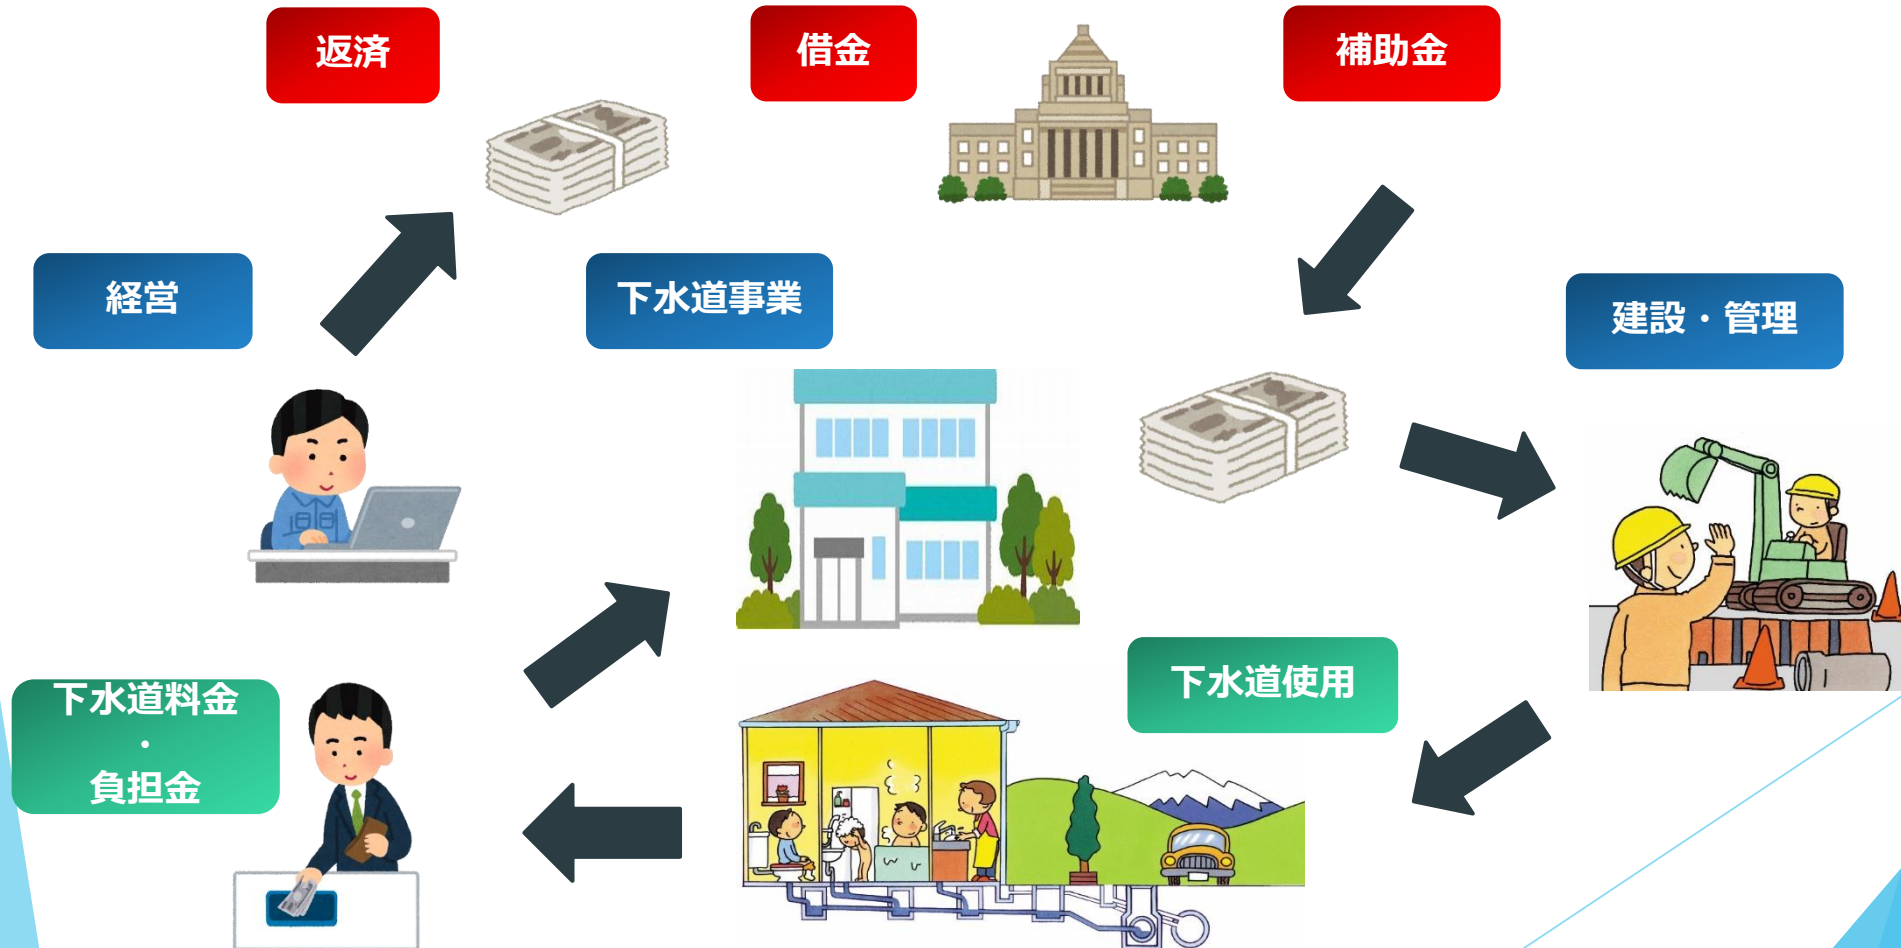 返済
借金
補助金
経営
下水道事業
建設・管理
下水道使用
下水道料金
・
負担金